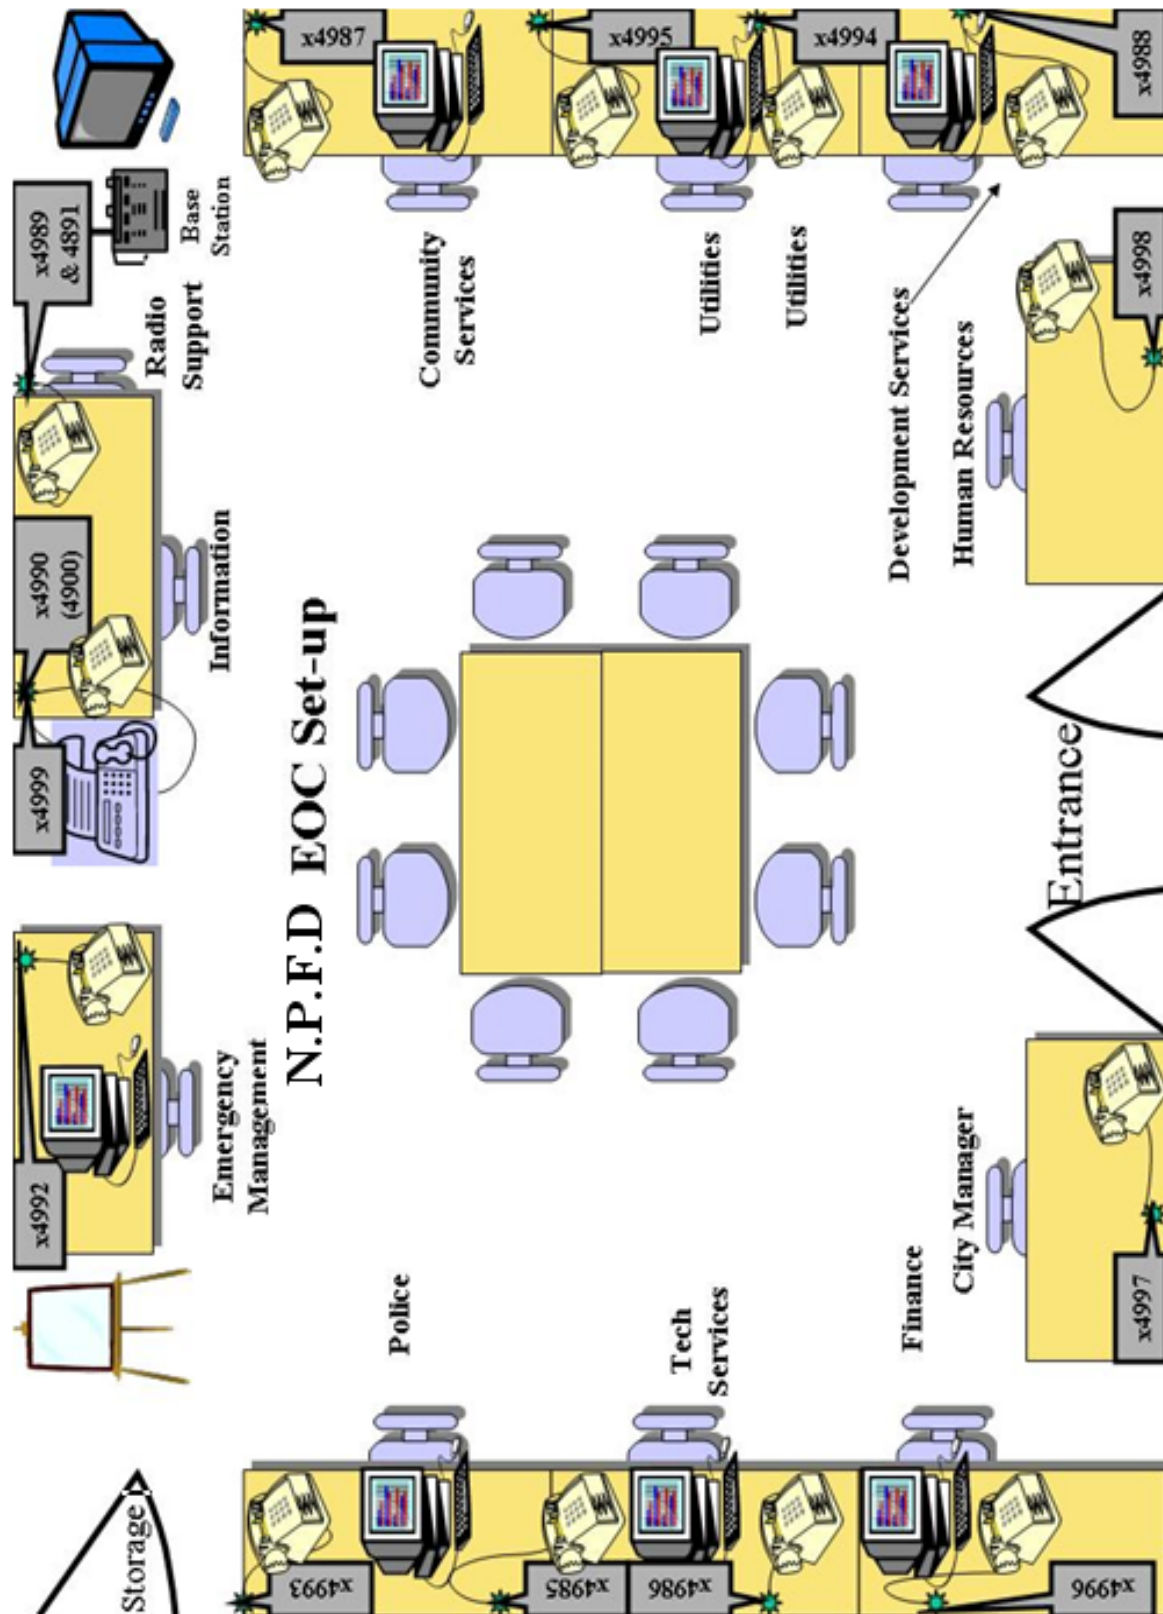 N.P.F.D EOC Set-up
Storage
x4992
Emergency
Management
x4999
x4990
(4900)
Information
x4989
& 4891
Radio
Support
Base
Station
x4987
Community
Services
x4995
Utilities
x4994
Utilities
x4988
Development Services
Human Resources
x4998
Entrance
City Manager
x4997
Finance
x4996
Tech
Services
x4986
x4985
Police
x4993